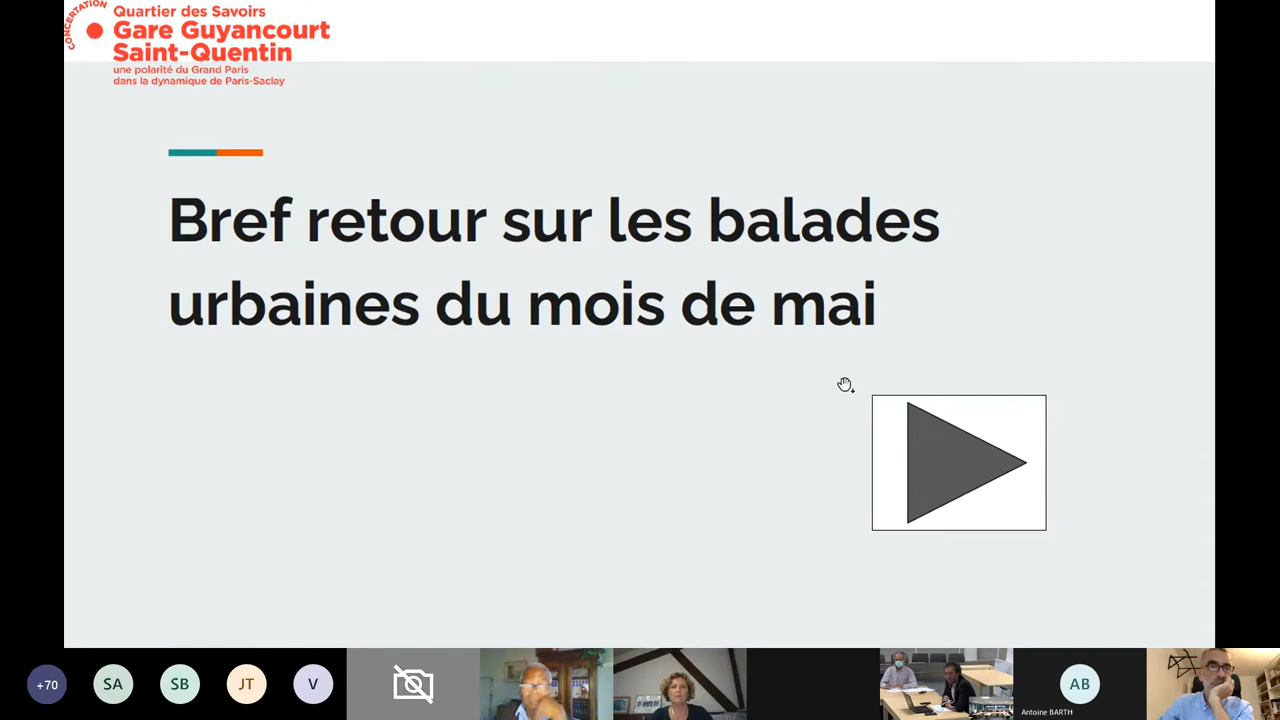 CONCERTATION
Quartier des Savoirs
Gare Guyancourt
Saint-Quentin
une polarité du Grand Paris
dans la dynamique de Paris-Saclay
Bref retour sur les balades
urbaines du mois de mai
+70
SA
SB
JT
V
AB
Antoine BARTH